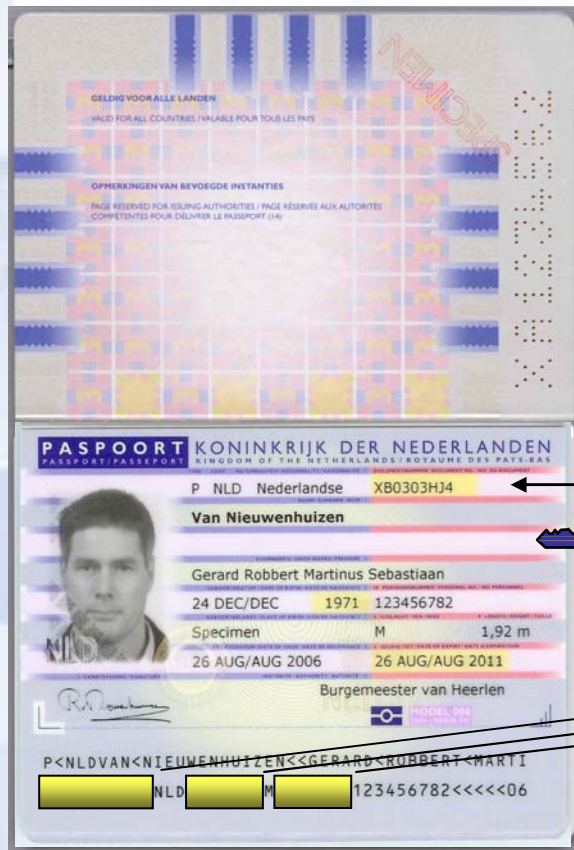 GELDIG VOOR ALLE LANDEN
VALID FOR ALL COUNTRIES / VALABLE POUR TOUS LES PAYS
SPECIMEN
OPMERKINGEN VAN BEVOEGDE INSTANTIES
PAGE RESERVED FOR ISSUING AUTHORITIES / PAGE RÉSERVÉE AUX AUTORITÉS
COMPÉTENTES POUR DÉLIVRER LE PASSEPORT (14)
PASPOORT KONINKRIJK DER NEDERLANDEN
PASSPORT/PASSEPORT KINGDOM OF THE NETHERLANDS/ROYAUME DES PAYS-BAS
P NLD Nederlandse XB0303HJ4
Van Nieuwenhuizen
Gerard Robbert Martinus Sebastiaan
24 DEC/DEC 1971 123456782
Specimen M 1,92 m
26 AUG/AUG 2006 26 AUG/AUG 2011
NLD
Burgemeester van Heerlen
MODEL 006
P<NLDVAN<NIEUWENHUIZEN<<GERARD<ROBBERT<MARTI
NLD M 123456782<<<<<06